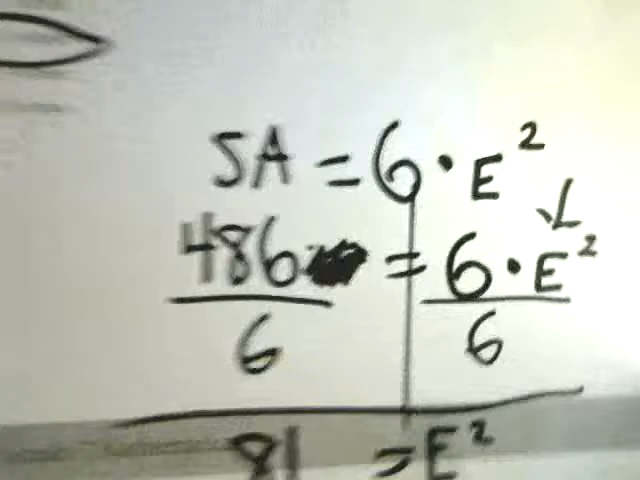 SA = 6 · E²
486 = 6 · E²
6 6
81 = E²